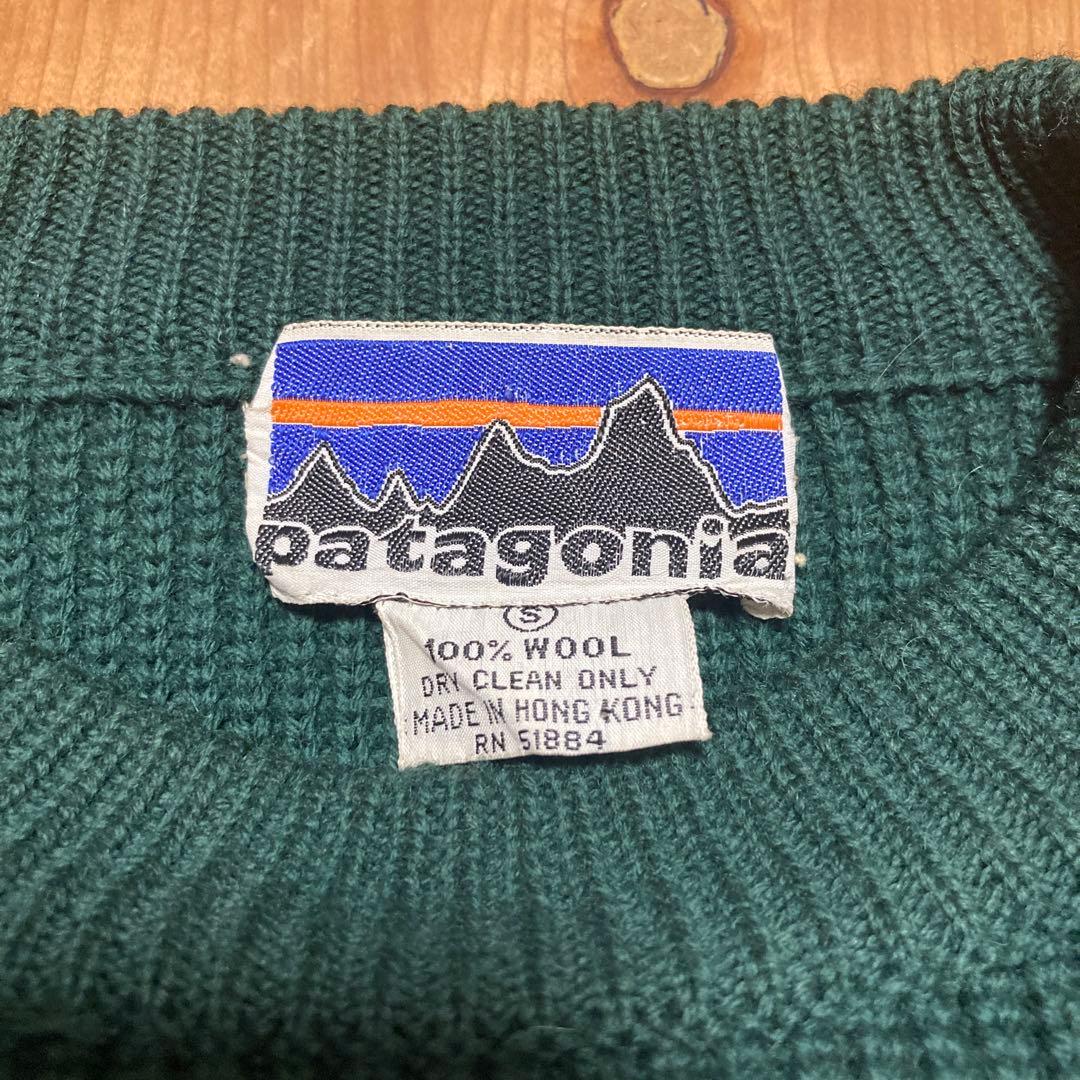 patagonia
S
100% WOOL
DRY CLEAN ONLY
MADE IN HONG KONG
RN 51884